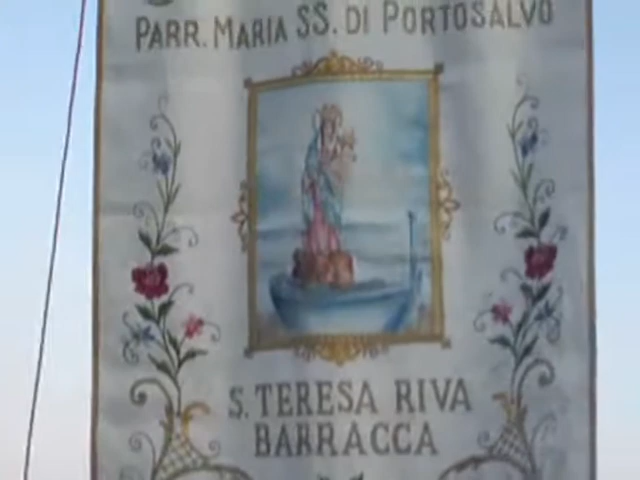 PARR. MARIA SS. DI PORTOSALVO
S. TERESA RIVA
BARRACCA